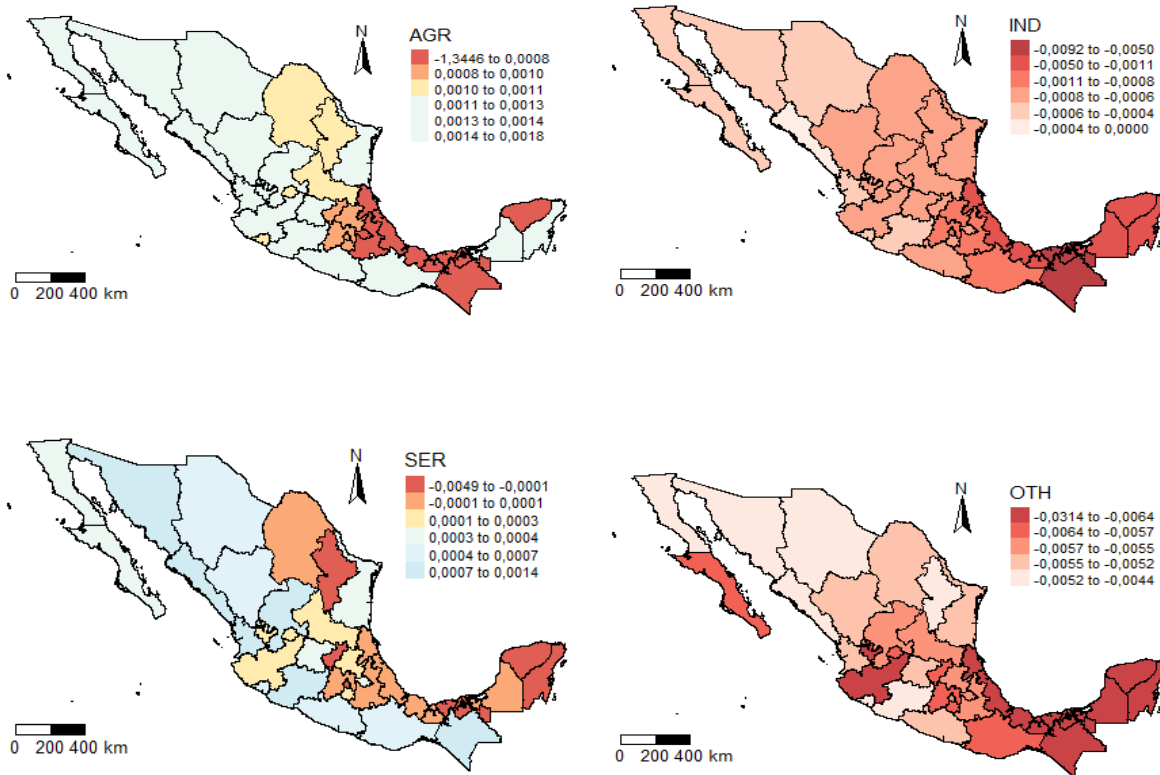 N
AGR
-1,3446 to 0,0008
0,0008 to 0,0010
0,0010 to 0,0011
0,0011 to 0,0013
0,0013 to 0,0014
0,0014 to 0,0018
0 200 400 km
N
IND
-0,0092 to -0,0050
-0,0050 to -0,0011
-0,0011 to -0,0008
-0,0008 to -0,0006
-0,0006 to -0,0004
-0,0004 to 0,0000
0 200 400 km
N
SER
-0,0049 to -0,0001
-0,0001 to 0,0001
0,0001 to 0,0003
0,0003 to 0,0004
0,0004 to 0,0007
0,0007 to 0,0014
0 200 400 km
N
OTH
-0,0314 to -0,0064
-0,0064 to -0,0057
-0,0057 to -0,0055
-0,0055 to -0,0052
-0,0052 to -0,0044
0 200 400 km